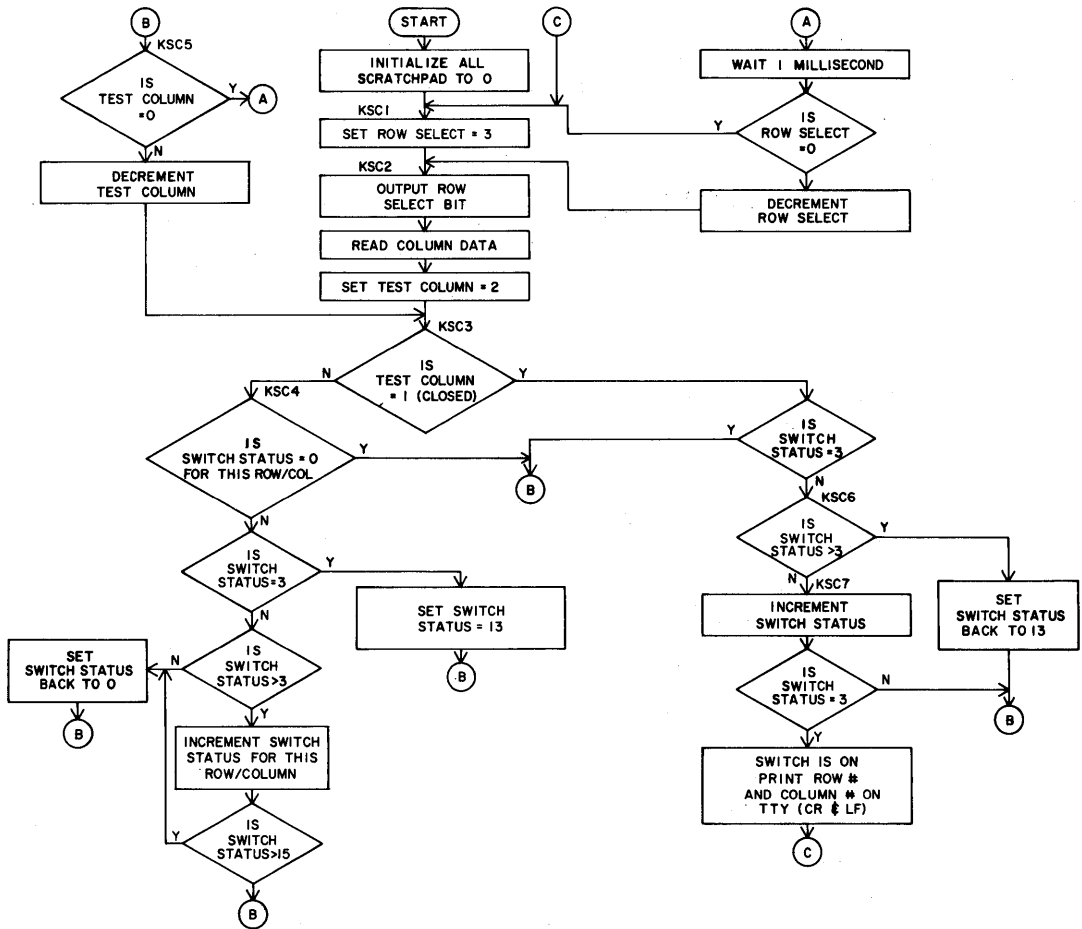 B
KSC5
IS
TEST COLUMN
=0
Y
A
N
DECREMENT
TEST COLUMN
START
INITIALIZE ALL
SCRATCHPAD TO 0
KSC1
SET ROW SELECT = 3
KSC2
OUTPUT ROW
SELECT BIT
READ COLUMN DATA
SET TEST COLUMN = 2
C
A
WAIT 1 MILLISECOND
IS
ROW SELECT
=0
Y
N
DECREMENT
ROW SELECT
KSC3
IS
TEST COLUMN
= 1 (CLOSED)
N
Y
KSC4
IS
SWITCH STATUS = 0
FOR THIS ROW/COL
Y
B
N
IS
SWITCH
STATUS=3
Y
SET SWITCH
STATUS = 13
B
N
IS
SWITCH
STATUS>3
N
SET
SWITCH STATUS
BACK TO 0
B
Y
INCREMENT SWITCH
STATUS FOR THIS
ROW/COLUMN
IS
SWITCH
STATUS>15
Y
B
IS
SWITCH
STATUS=3
Y
N
KSC6
IS
SWITCH
STATUS >3
Y
SET
SWITCH STATUS
BACK TO 13
N
KSC7
INCREMENT
SWITCH STATUS
IS
SWITCH
STATUS = 3
N
B
Y
SWITCH IS ON
PRINT ROW #
AND COLUMN # ON
TTY (CR & LF)
C